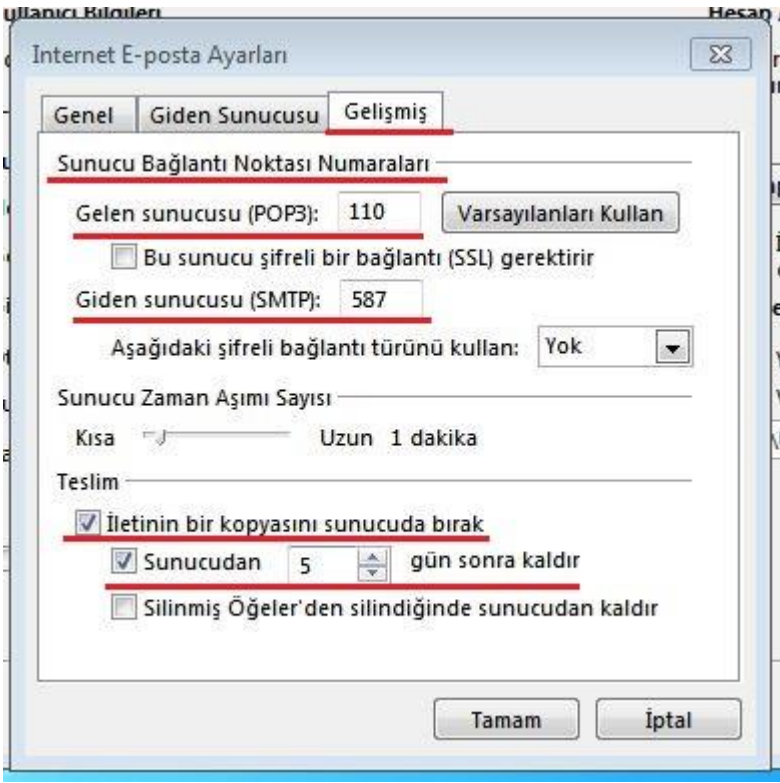 ullanıcı Bilgileri
Hesap
Internet E-posta Ayarları
Genel Giden Sunucusu Gelişmiş
Sunucu Bağlantı Noktası Numaraları
Gelen sunucusu (POP3): 110 Varsayılanları Kullan
Bu sunucu şifreli bir bağlantı (SSL) gerektirir
Giden sunucusu (SMTP): 587
Aşağıdaki şifreli bağlantı türünü kullan: Yok
Sunucu Zaman Aşımı Sayısı
Kısa Uzun 1 dakika
Teslim
İletinin bir kopyasını sunucuda bırak
Sunucudan 5 gün sonra kaldır
Silinmiş Öğeler'den silindiğinde sunucudan kaldır
Tamam İptal